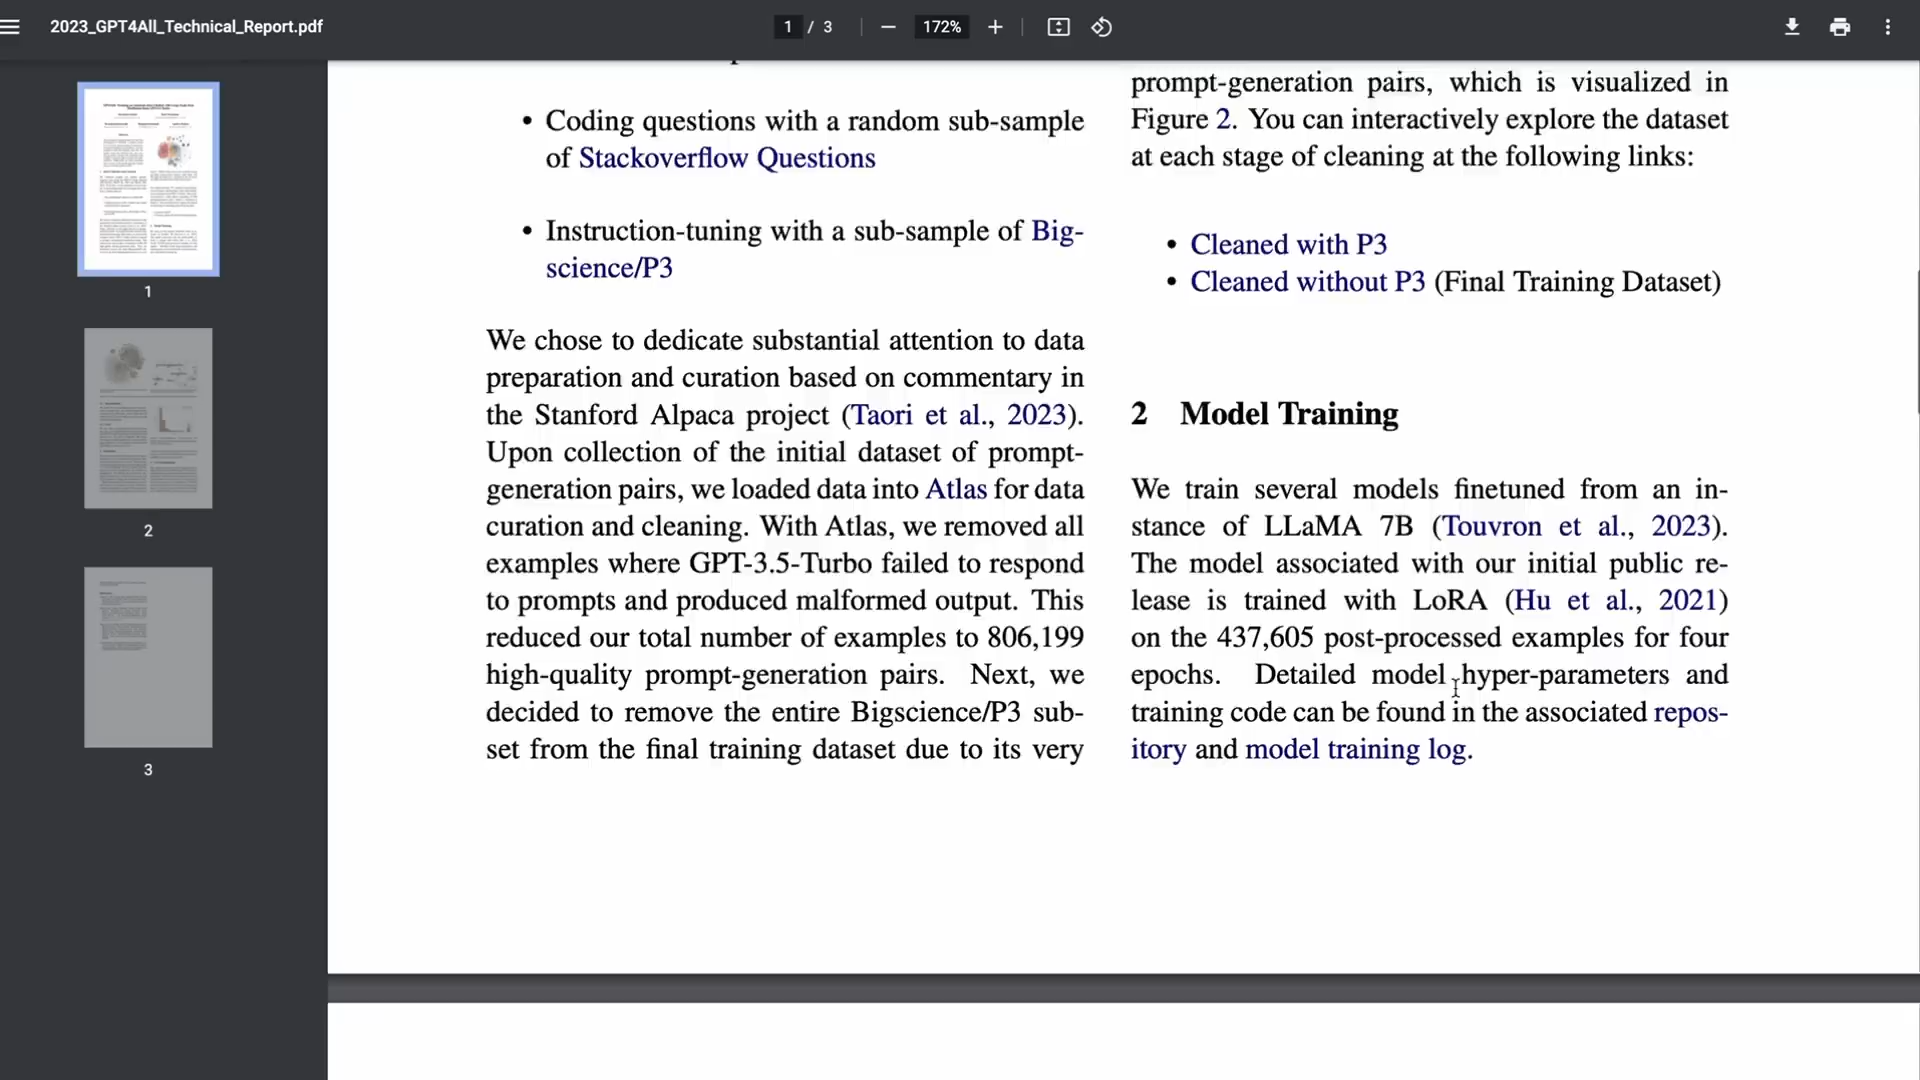 2023_GPT4All_Technical_Report.pdf
1 / 3
172%
1
2
3
• Coding questions with a random sub-sample
of Stackoverflow Questions
• Instruction-tuning with a sub-sample of Big-
science/P3
We chose to dedicate substantial attention to data
preparation and curation based on commentary in
the Stanford Alpaca project (Taori et al., 2023).
Upon collection of the initial dataset of prompt-
generation pairs, we loaded data into Atlas for data
curation and cleaning. With Atlas, we removed all
examples where GPT-3.5-Turbo failed to respond
to prompts and produced malformed output. This
reduced our total number of examples to 806,199
high-quality prompt-generation pairs. Next, we
decided to remove the entire Bigscience/P3 sub-
set from the final training dataset due to its very
prompt-generation pairs, which is visualized in
Figure 2. You can interactively explore the dataset
at each stage of cleaning at the following links:
• Cleaned with P3
• Cleaned without P3 (Final Training Dataset)
2 Model Training
We train several models finetuned from an in-
stance of LLaMA 7B (Touvron et al., 2023).
The model associated with our initial public re-
lease is trained with LoRA (Hu et al., 2021)
on the 437,605 post-processed examples for four
epochs. Detailed model hyper-parameters and
training code can be found in the associated repos-
itory and model training log.